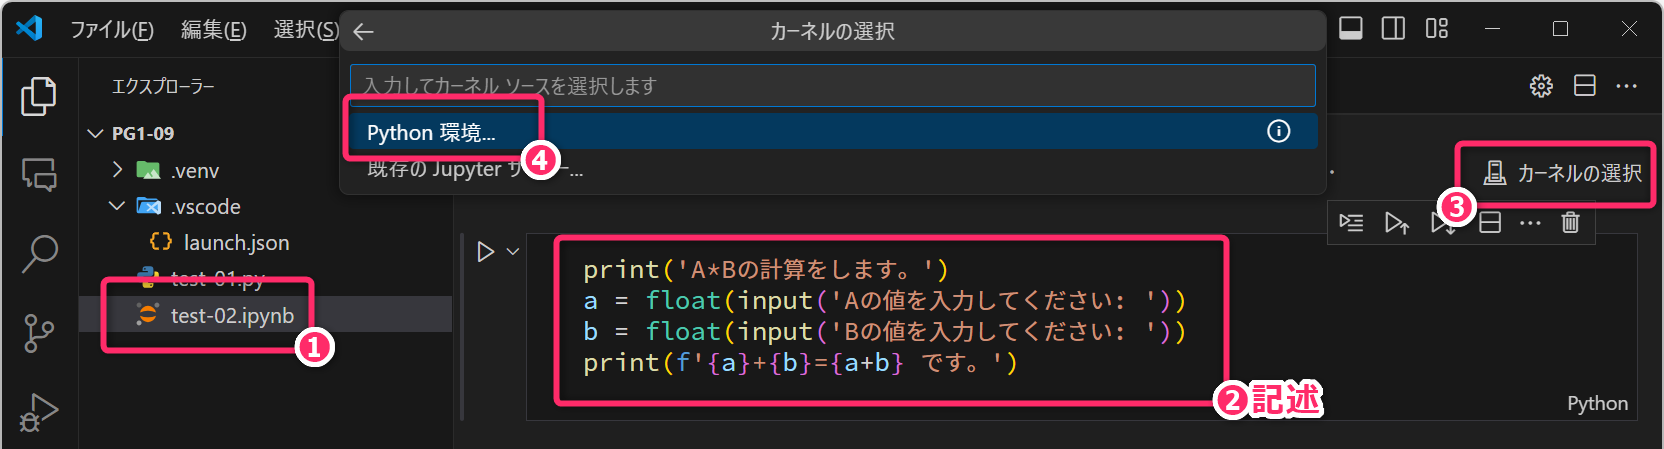 ファイル(F) 編集(E) 選択(S)
カーネルの選択
エクスプローラー
入力してカーネル ソースを選択します
PG1-09
Python 環境...
4
.venv
既存の Jupyter サーバー...
カーネルの選択
3
.vscode
launch.json
print('A*Bの計算をします。')
test-01.py
a = float(input('Aの値を入力してください: '))
test-02.ipynb
1
b = float(input('Bの値を入力してください: '))
print(f'{a}+{b}={a+b} です。')
2 記述
Python